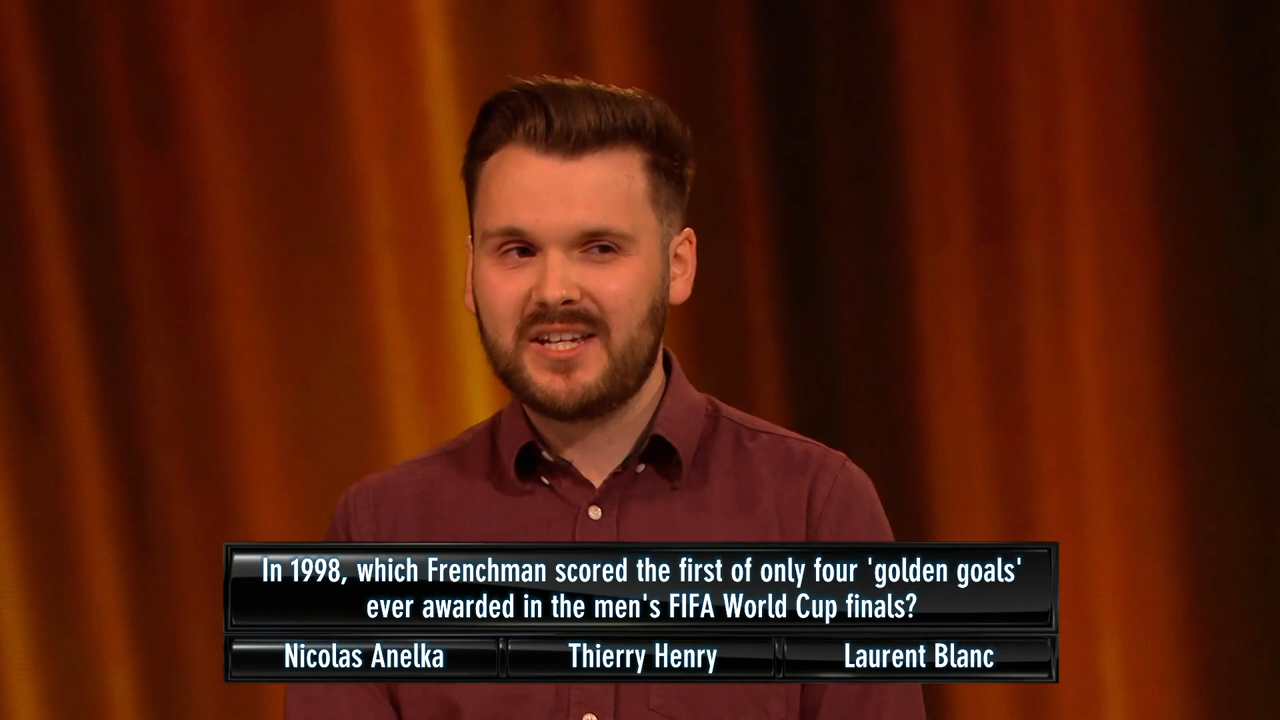 In 1998, which Frenchman scored the first of only four 'golden goals'
ever awarded in the men's FIFA World Cup finals?
Nicolas Anelka
Thierry Henry
Laurent Blanc